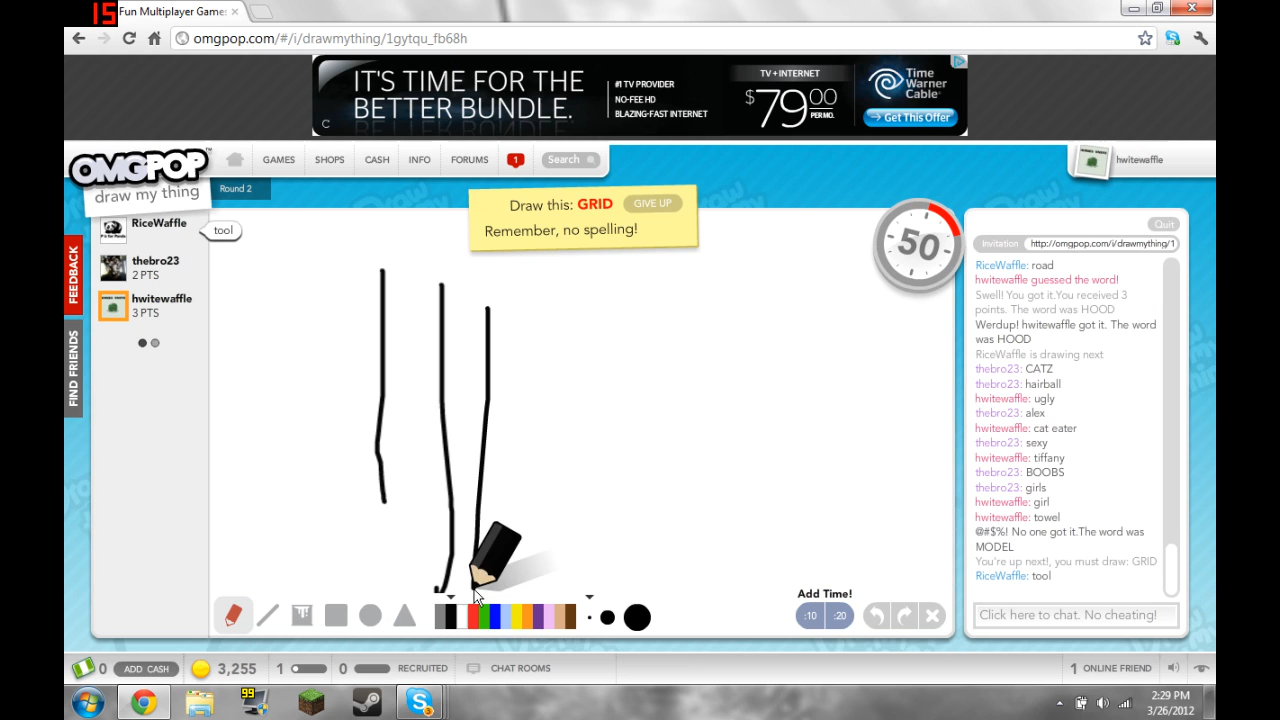 15
Fun Multiplayer Game:
omgpop.com/#/i/drawmything/1gytqu_fb68h
IT'S TIME FOR THE
BETTER BUNDLE.
C
#1 TV PROVIDER
NO-FEE HD
BLAZING-FAST INTERNET
TV + INTERNET
$79.00
PER MO.
Time
Warner
Cable®
→ Get This Offer
OMGPOP™
draw my thing
GAMES
SHOPS
CASH
INFO
FORUMS
1
Search
hwitewaffle
Round 2
Draw this: GRID
GIVE UP
Remember, no spelling!
RiceWaffle
tool
thebro23
2 PTS
hwitewaffle
3 PTS
FEEDBACK
FIND FRIENDS
50
Quit
Invitation
http://omgpop.com/i/drawmything/1
RiceWaffle: road
hwitewaffle guessed the word!
Swell! You got it,You received 3
points. The word was HOOD
Werdup! hwitewaffle got it. The word
was HOOD
RiceWaffle is drawing next
thebro23: CATZ
thebro23: hairball
hwitewaffle: ugly
thebro23: alex
hwitewaffle: cat eater
thebro23: sexy
hwitewaffle: tiffany
thebro23: BOOBS
thebro23: girls
hwitewaffle: girl
hwitewaffle: towel
@#$%! No one got it.The word was
MODEL
You're up next!, you must draw: GRID
RiceWaffle: tool
Click here to chat. No cheating!
Add Time!
:10
:20
T
0
ADD CASH
3,255
1
0
RECRUITED
CHAT ROOMS
1 ONLINE FRIEND
99
3
2:29 PM
3/26/2012